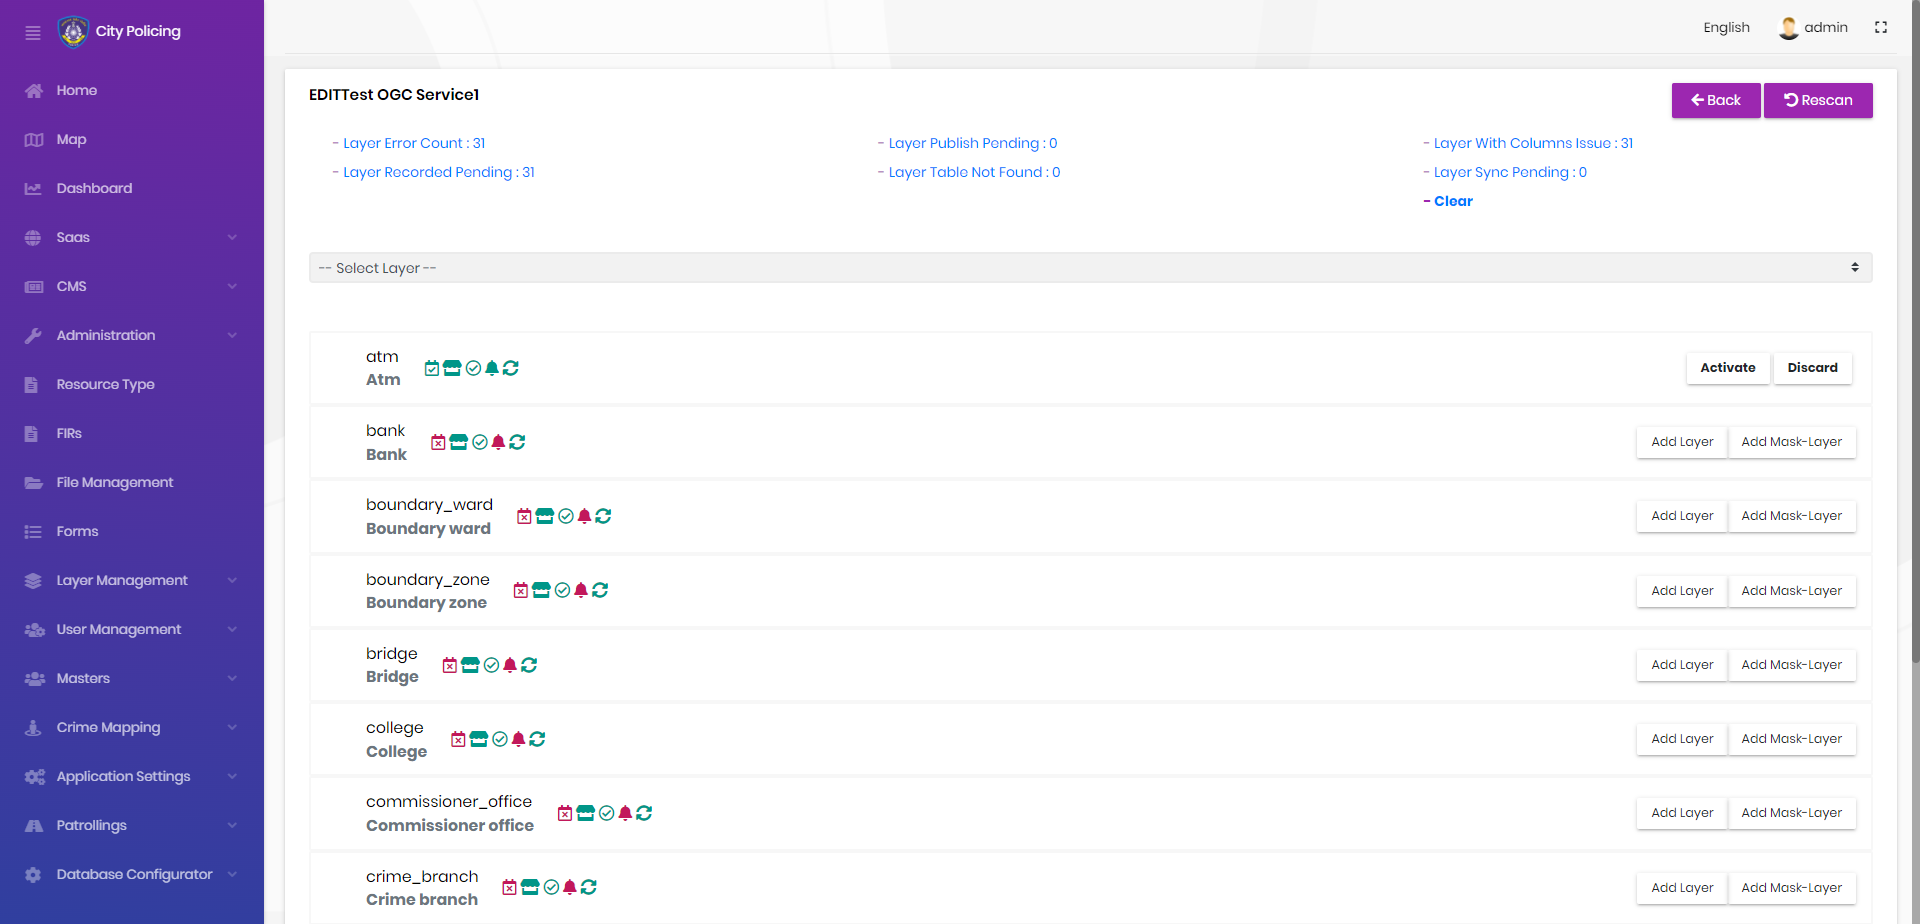 City Policing
English
admin
Home
Map
Dashboard
Saas
CMS
Administration
Resource Type
FIRs
File Management
Forms
Layer Management
User Management
Masters
Crime Mapping
Application Settings
Patrollings
Database Configurator
EDITTest OGC Service1
Back
Rescan
- Layer Error Count : 31
- Layer Publish Pending : 0
- Layer With Columns Issue : 31
- Layer Recorded Pending : 31
- Layer Table Not Found : 0
- Layer Sync Pending : 0
- Clear
-- Select Layer --
atm
Atm
Activate
Discard
bank
Bank
Add Layer
Add Mask-Layer
boundary_ward
Boundary ward
Add Layer
Add Mask-Layer
boundary_zone
Boundary zone
Add Layer
Add Mask-Layer
bridge
Bridge
Add Layer
Add Mask-Layer
college
College
Add Layer
Add Mask-Layer
commissioner_office
Commissioner office
Add Layer
Add Mask-Layer
crime_branch
Crime branch
Add Layer
Add Mask-Layer